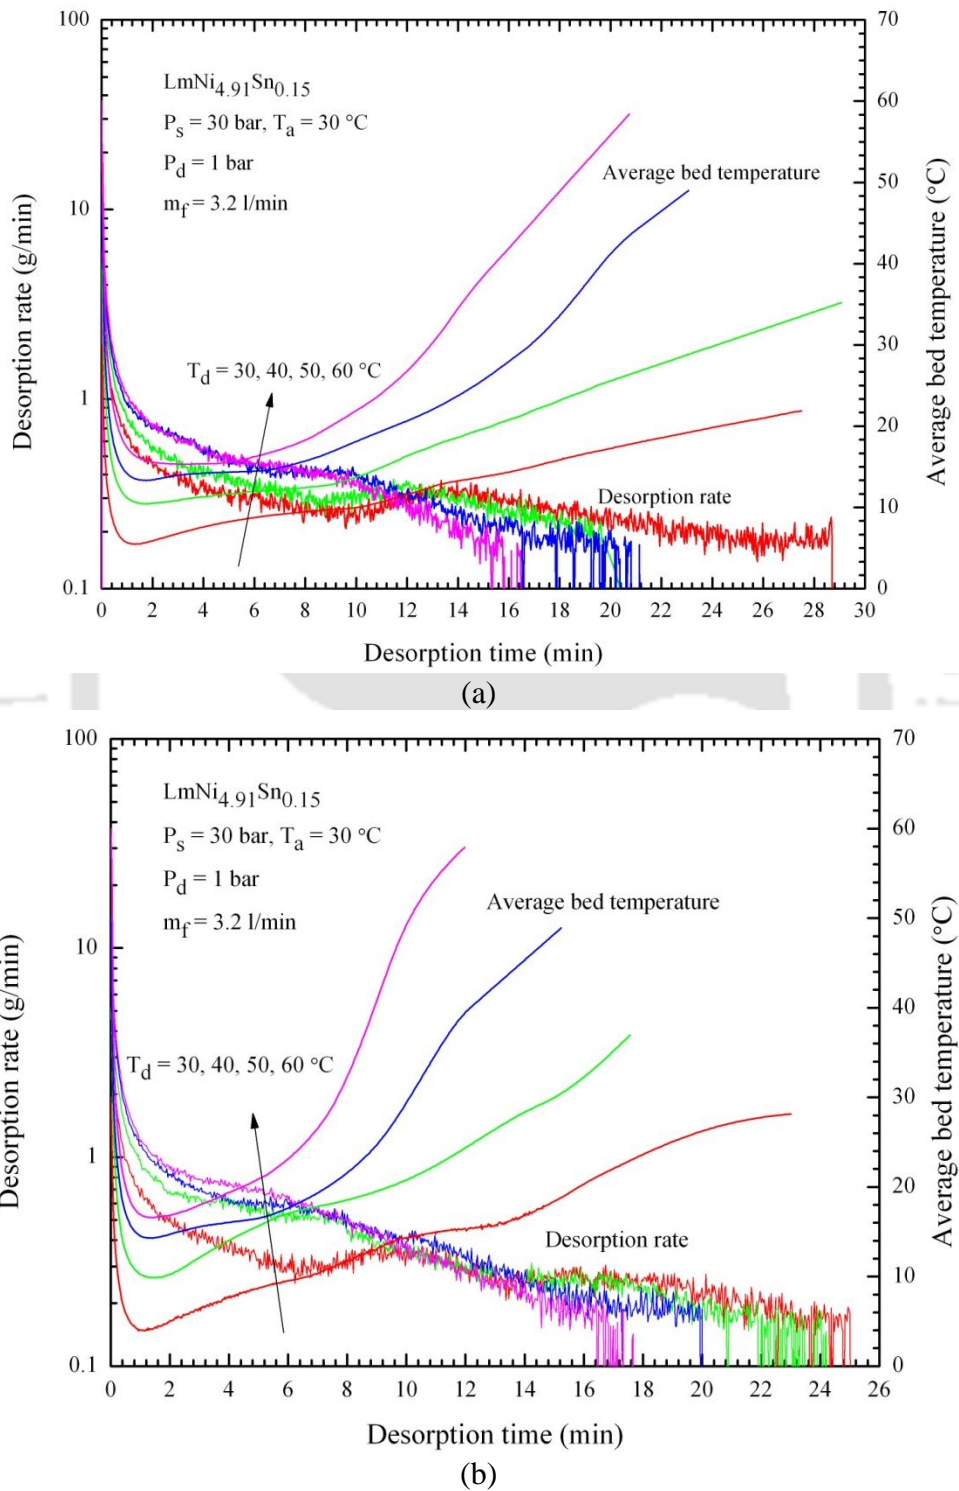 100
10
1
0.1
Desorption rate (g/min)
LmNi4.91Sn0.15
Ps = 30 bar, Ta = 30 °C
Pd = 1 bar
mf = 3.2 l/min
Td = 30, 40, 50, 60 °C
Average bed temperature
Desorption rate
70
60
50
40
30
20
10
0
Average bed temperature (°C)
0 2 4 6 8 10 12 14 16 18 20 22 24 26 28 30
Desorption time (min)
(a)
100
10
1
0.1
Desorption rate (g/min)
LmNi4.91Sn0.15
Ps = 30 bar, Ta = 30 °C
Pd = 1 bar
mf = 3.2 l/min
Average bed temperature
Td = 30, 40, 50, 60 °C
Desorption rate
70
60
50
40
30
20
10
0
Average bed temperature (°C)
0 2 4 6 8 10 12 14 16 18 20 22 24 26
Desorption time (min)
(b)